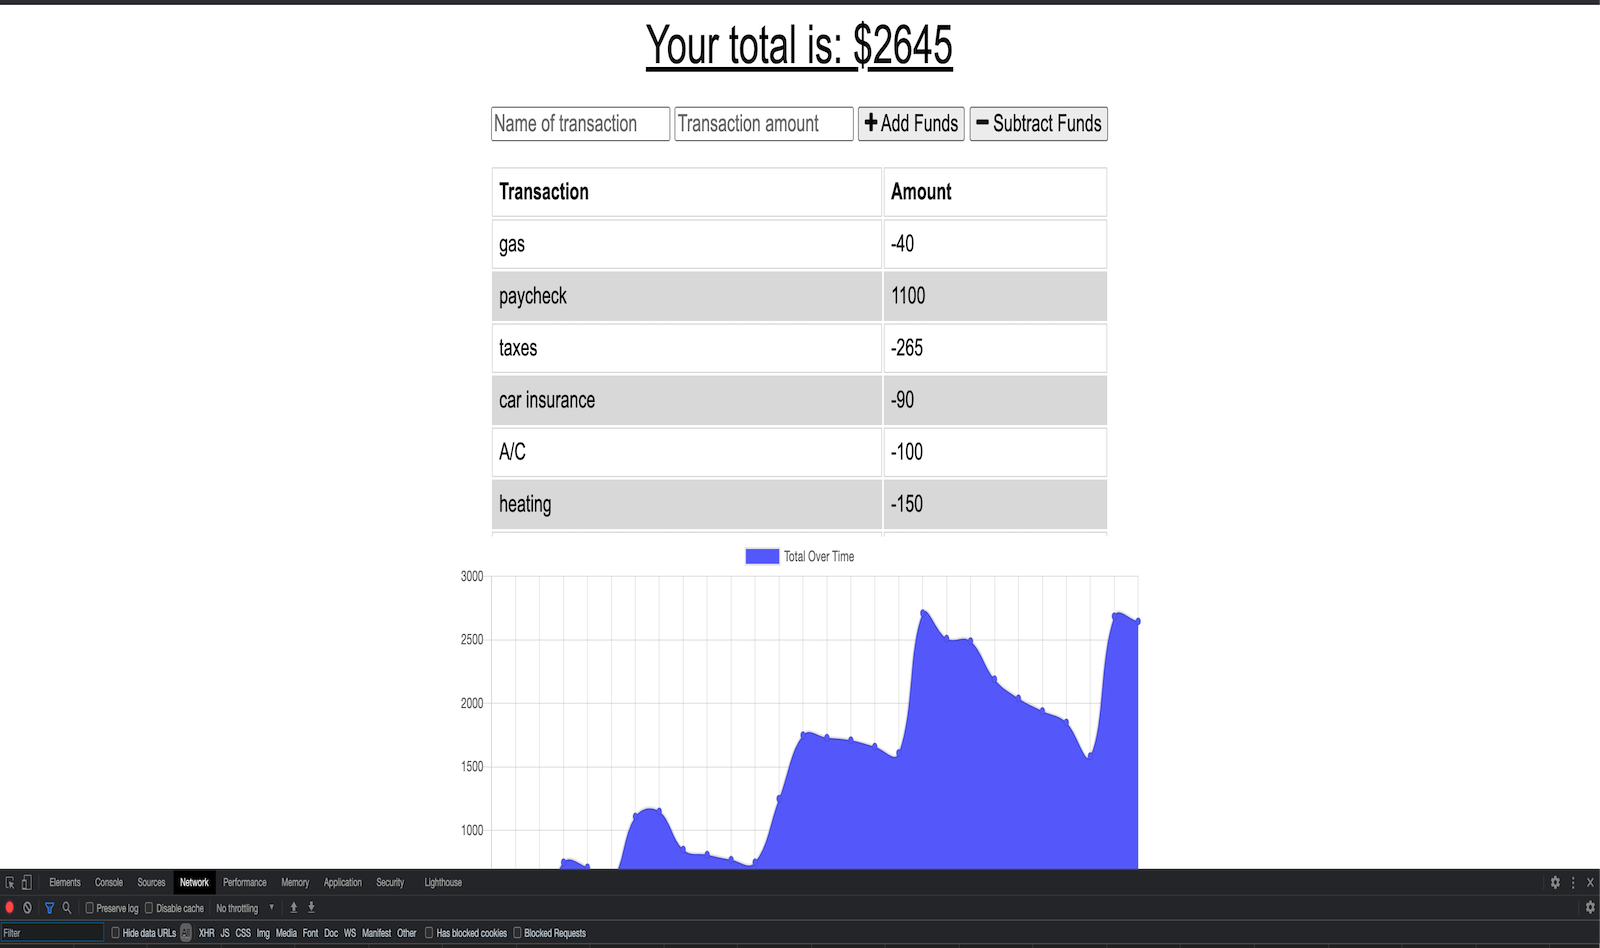 Your total is: $2645
Name of transaction Transaction amount Add Funds Subtract Funds
Transaction Amount
gas -40
paycheck 1100
taxes -265
car insurance -90
A/C -100
heating -150
Total Over Time
3000
2500
2000
1500
1000
Elements Console Sources Network Performance Memory Application Security Lighthouse
Preserve log Disable cache No throttling
Filter Hide data URLs All XHR JS CSS Img Media Font Doc WS Manifest Other Has blocked cookies Blocked Requests